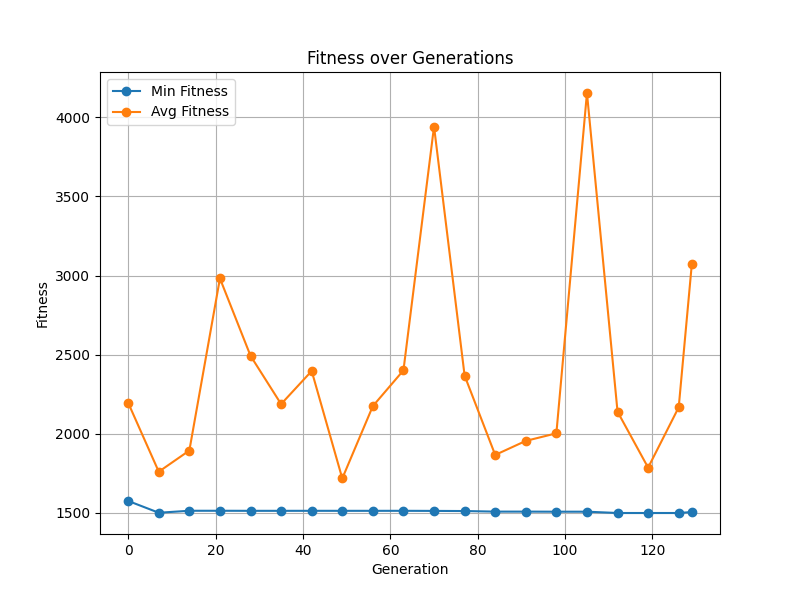 Fitness over Generations
Min Fitness
Avg Fitness
4000
3500
3000
2500
2000
1500
Fitness
0 20 40 60 80 100 120
Generation